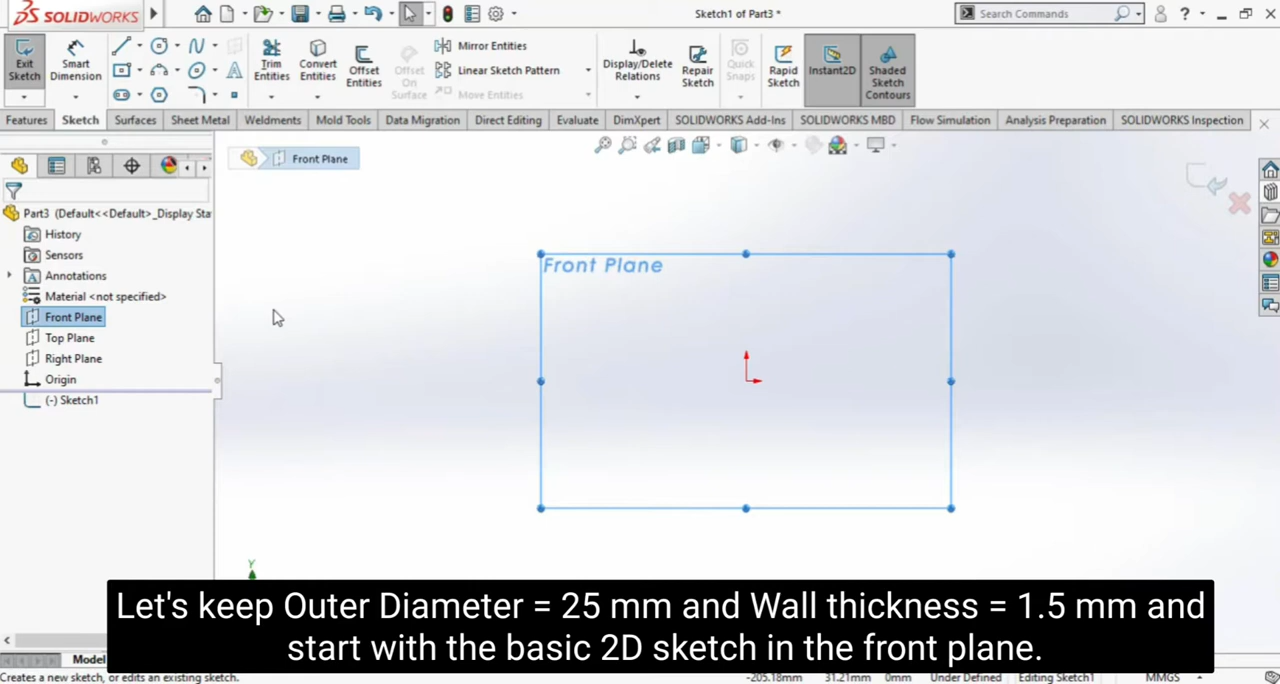 SOLIDWORKS
Sketch1 of Part3 *
Search Commands
Exit Sketch
Smart Dimension
Trim Entities
Convert Entities
Offset Entities
Offset On Surface
Mirror Entities
Linear Sketch Pattern
Move Entities
Display/Delete Relations
Repair Sketch
Quick Snaps
Rapid Sketch
Instant2D
Shaded Sketch Contours
Features Sketch Surfaces Sheet Metal Weldments Mold Tools Data Migration Direct Editing Evaluate DimXpert SOLIDWORKS Add-Ins SOLIDWORKS MBD Flow Simulation Analysis Preparation SOLIDWORKS Inspection
Front Plane
Part3 (Default<<Default>_Display Sta
History
Sensors
Annotations
Material <not specified>
Front Plane
Top Plane
Right Plane
Origin
(-) Sketch1
Front Plane
Y
Let's keep Outer Diameter = 25 mm and Wall thickness = 1.5 mm and
start with the basic 2D sketch in the front plane.
Model
Creates a new sketch, or edits an existing sketch.
-205.18mm 31.21mm 0mm Under Defined Editing Sketch1 MMGS